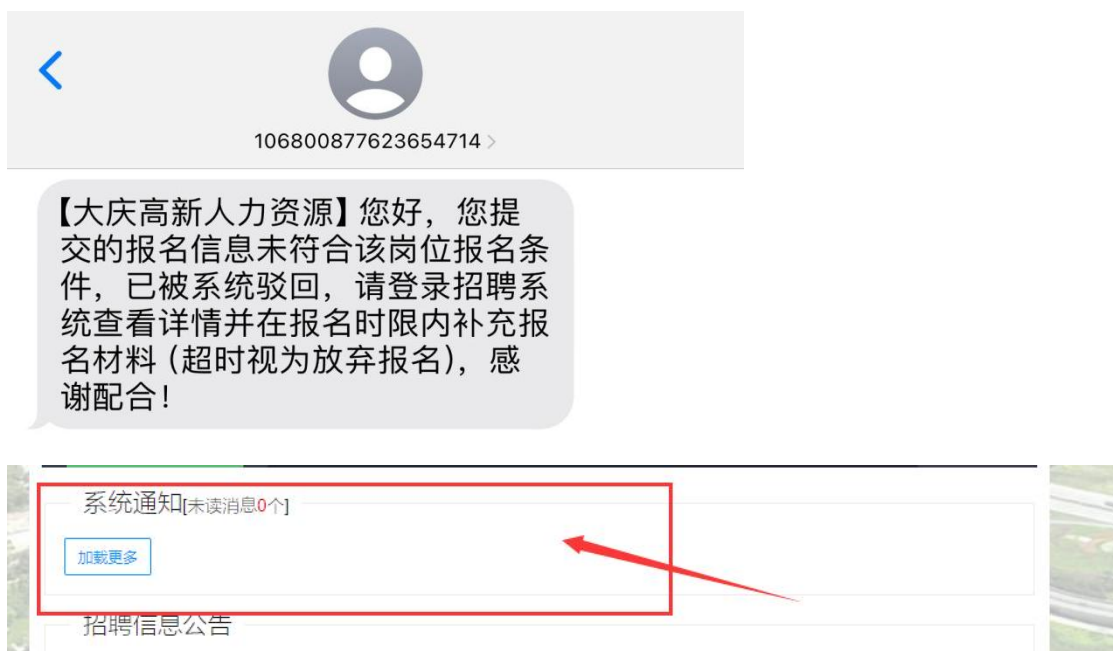 106800877623654714
【大庆高新人力资源】您好，您提
交的报名信息未符合该岗位报名条
件，已被系统驳回，请登录招聘系
统查看详情并在报名时限内补充报
名材料（超时视为放弃报名），感
谢配合！
系统通知[未读消息0个]
加载更多
招聘信息公告